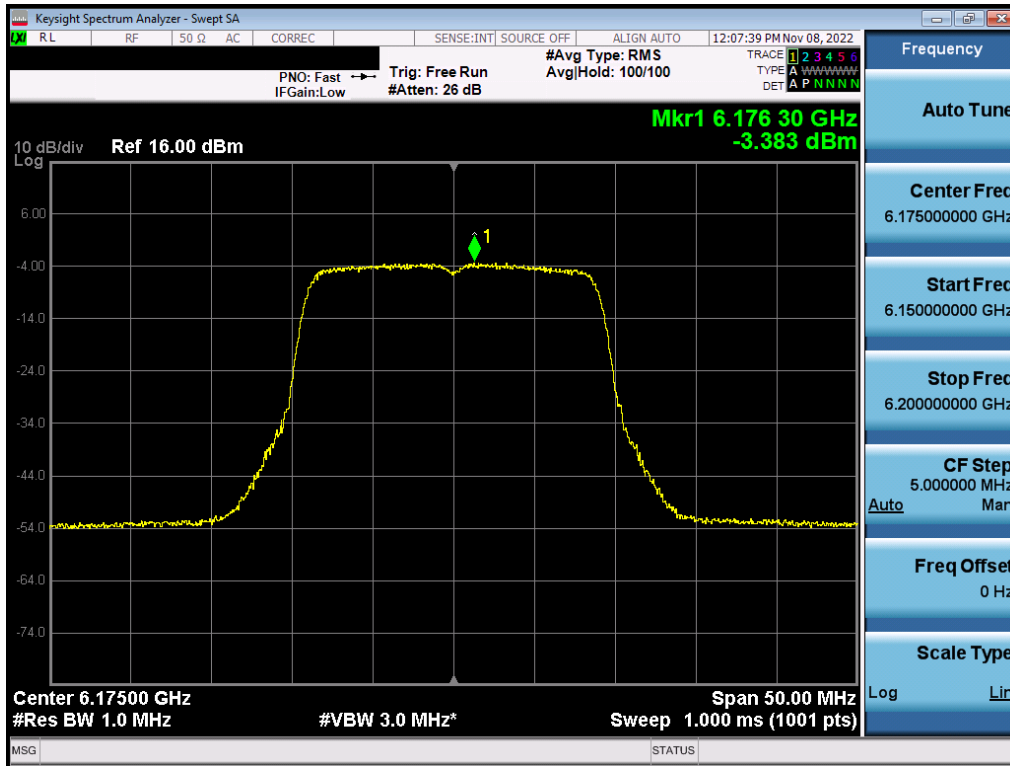 Keysight Spectrum Analyzer - Swept SA
LXI RL RF 50 Ω AC CORREC SENSE:INT SOURCE OFF ALIGN AUTO 12:07:39 PM Nov 08, 2022
#Avg Type: RMS
TRACE 1 2 3 4 5 6
PNO: Fast Trig: Free Run Avg|Hold: 100/100 TYPE A WWWWW
IFGain:Low #Atten: 26 dB DET A P N N N N
Mkr1 6.176 30 GHz
-3.383 dBm
10 dB/div Ref 16.00 dBm
Log
1
6.00
-4.00
-14.0
-24.0
-34.0
-44.0
-54.0
-64.0
-74.0
Center 6.17500 GHz Span 50.00 MHz
#Res BW 1.0 MHz #VBW 3.0 MHz* Sweep 1.000 ms (1001 pts)
MSG STATUS
Frequency
Auto Tune
Center Freq
6.175000000 GHz
Start Freq
6.150000000 GHz
Stop Freq
6.200000000 GHz
CF Step
5.000000 MHz
Auto Man
Freq Offset
0 Hz
Scale Type
Log Lin